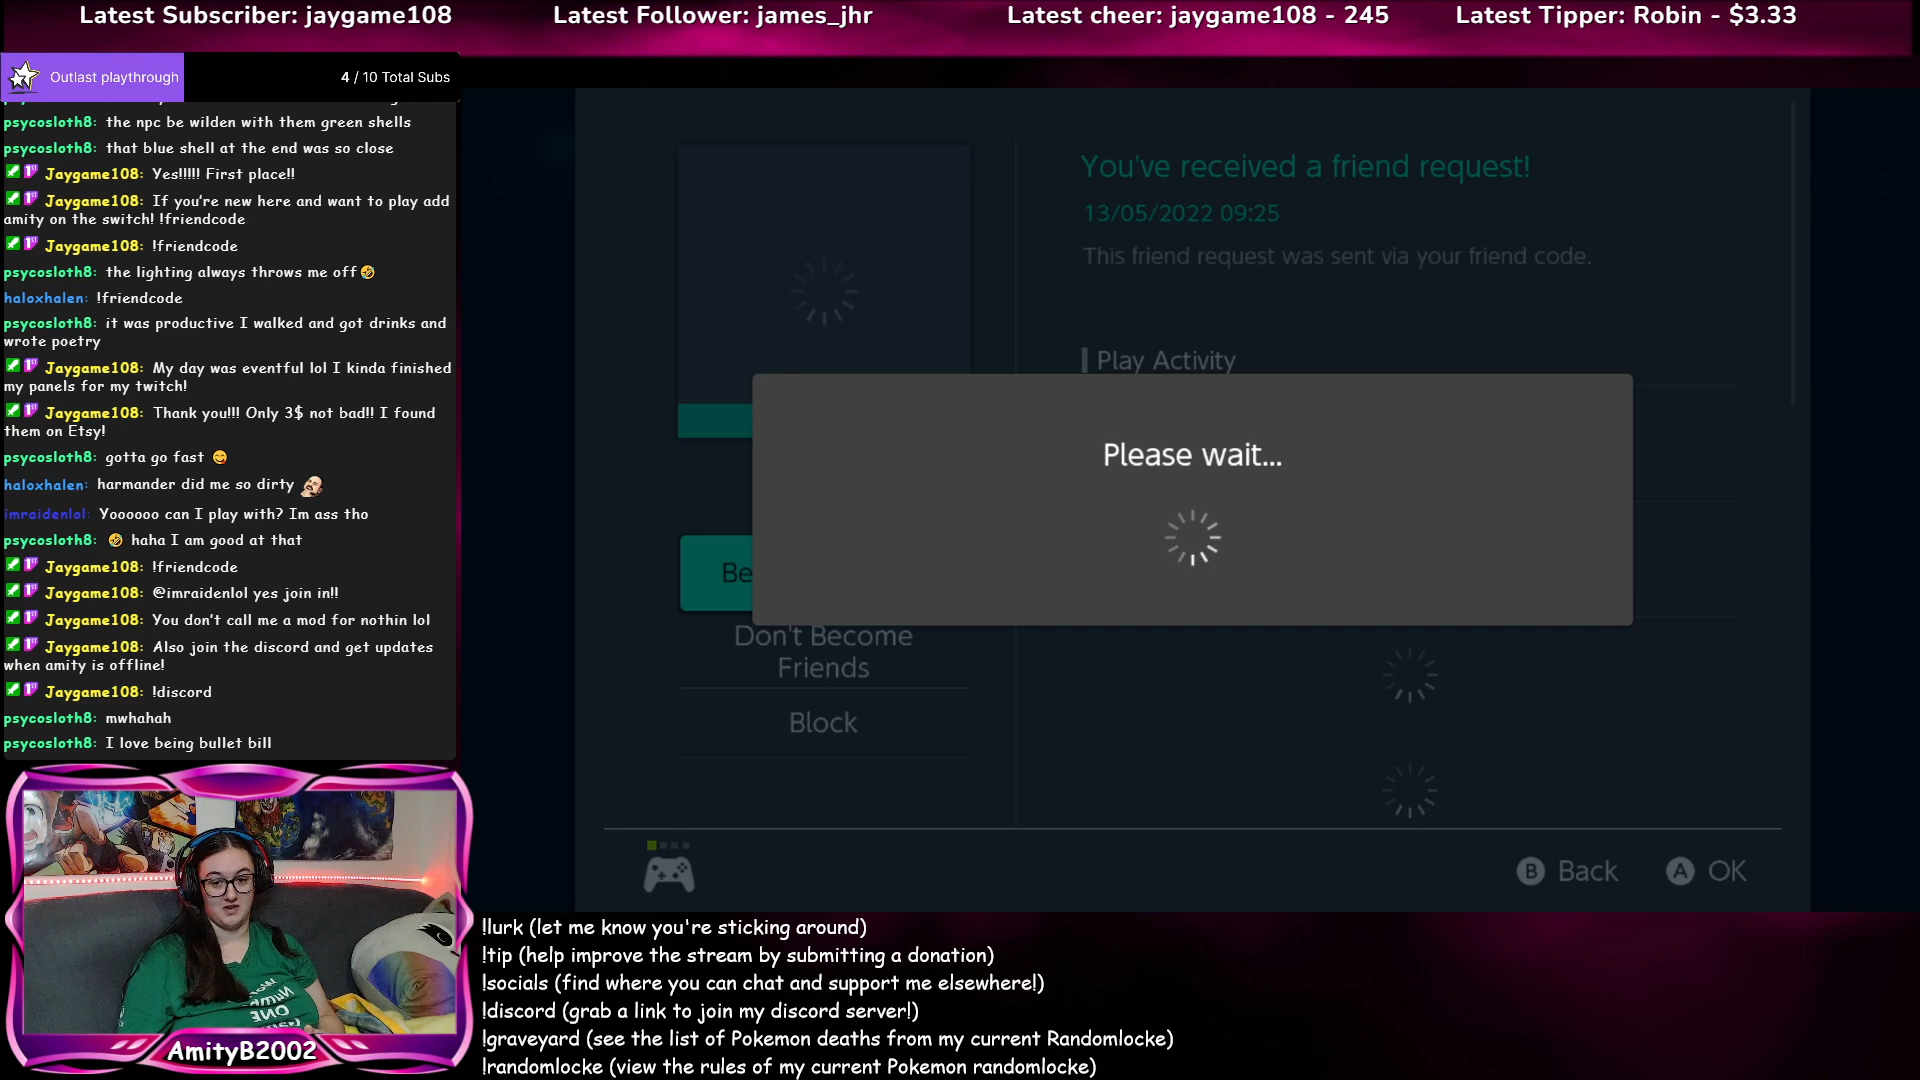 Latest Subscriber: jaygame108
Latest Follower: james_jhr
Latest cheer: jaygame108 - 245
Latest Tipper: Robin - $3.33
Outlast playthrough
4 / 10 Total Subs
psycosloth8: the npc be wilden with them green shells
psycosloth8: that blue shell at the end was so close
Jaygame108: Yes!!!!! First place!!
Jaygame108: If you're new here and want to play add
amity on the switch! !friendcode
Jaygame108: !friendcode
psycosloth8: the lighting always throws me off🤣
haloxhalen: !friendcode
psycosloth8: it was productive I walked and got drinks and
wrote poetry
Jaygame108: My day was eventful lol I kinda finished
my panels for my twitch!
Jaygame108: Thank you!!! Only 3$ not bad!! I found
them on Etsy!
psycosloth8: gotta go fast 😋
haloxhalen: harmander did me so dirty
imraidenlol: Yoooooo can I play with? Im ass tho
psycosloth8: 🤣 haha I am good at that
Jaygame108: !friendcode
Jaygame108: @imraidenlol yes join in!!
Jaygame108: You don't call me a mod for nothin lol
Jaygame108: Also join the discord and get updates
when amity is offline!
Jaygame108: !discord
psycosloth8: mwhahah
psycosloth8: I love being bullet bill
You've received a friend request!
13/05/2022 09:25
This friend request was sent via your friend code.
Play Activity
Please wait...
Be
Don't Become
Friends
Block
B Back
A OK
AmityB2002
!lurk (let me know you're sticking around)
!tip (help improve the stream by submitting a donation)
!socials (find where you can chat and support me elsewhere!)
!discord (grab a link to join my discord server!)
!graveyard (see the list of Pokemon deaths from my current Randomlocke)
!randomlocke (view the rules of my current Pokemon randomlocke)